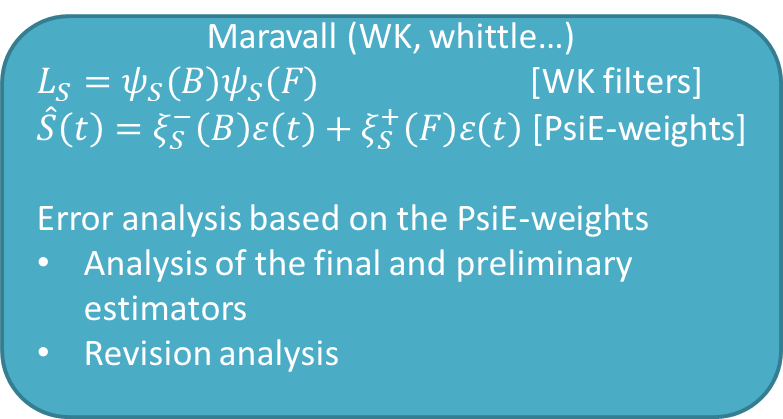 Maravall (WK, whittle…)
L_S = ψ_S(B)ψ_S(F) [WK filters]
Ŝ(t) = ξ_S^−(B)ε(t) + ξ_S^+(F)ε(t) [PsiE-weights]
Error analysis based on the PsiE-weights
• Analysis of the final and preliminary
estimators
• Revision analysis